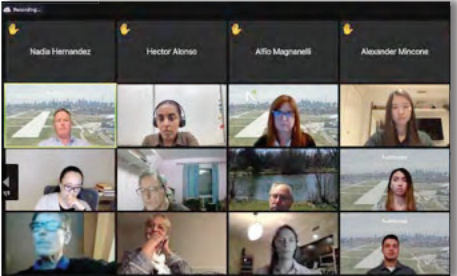 Recording...
Nadia Hernandez
Hector Alonso
Alfio Magnanelli
Alexander Mincone